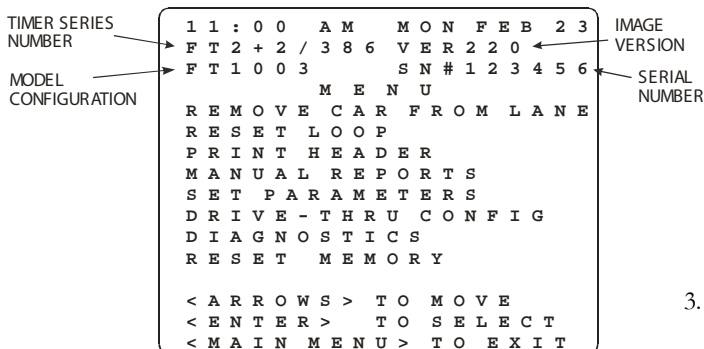 TIMER SERIES
NUMBER
MODEL
CONFIGURATION
11:00 AM MON FEB 23
FT2+2/386 VER220
FT1003 SN#123456
MENU
REMOVE CAR FROM LANE
RESET LOOP
PRINT HEADER
MANUAL REPORTS
SET PARAMETERS
DRIVE-THRU CONFIG
DIAGNOSTICS
RESET MEMORY
<ARROWS> TO MOVE
<ENTER> TO SELECT
<MAIN MENU> TO EXIT
IMAGE
VERSION
SERIAL
NUMBER
3.